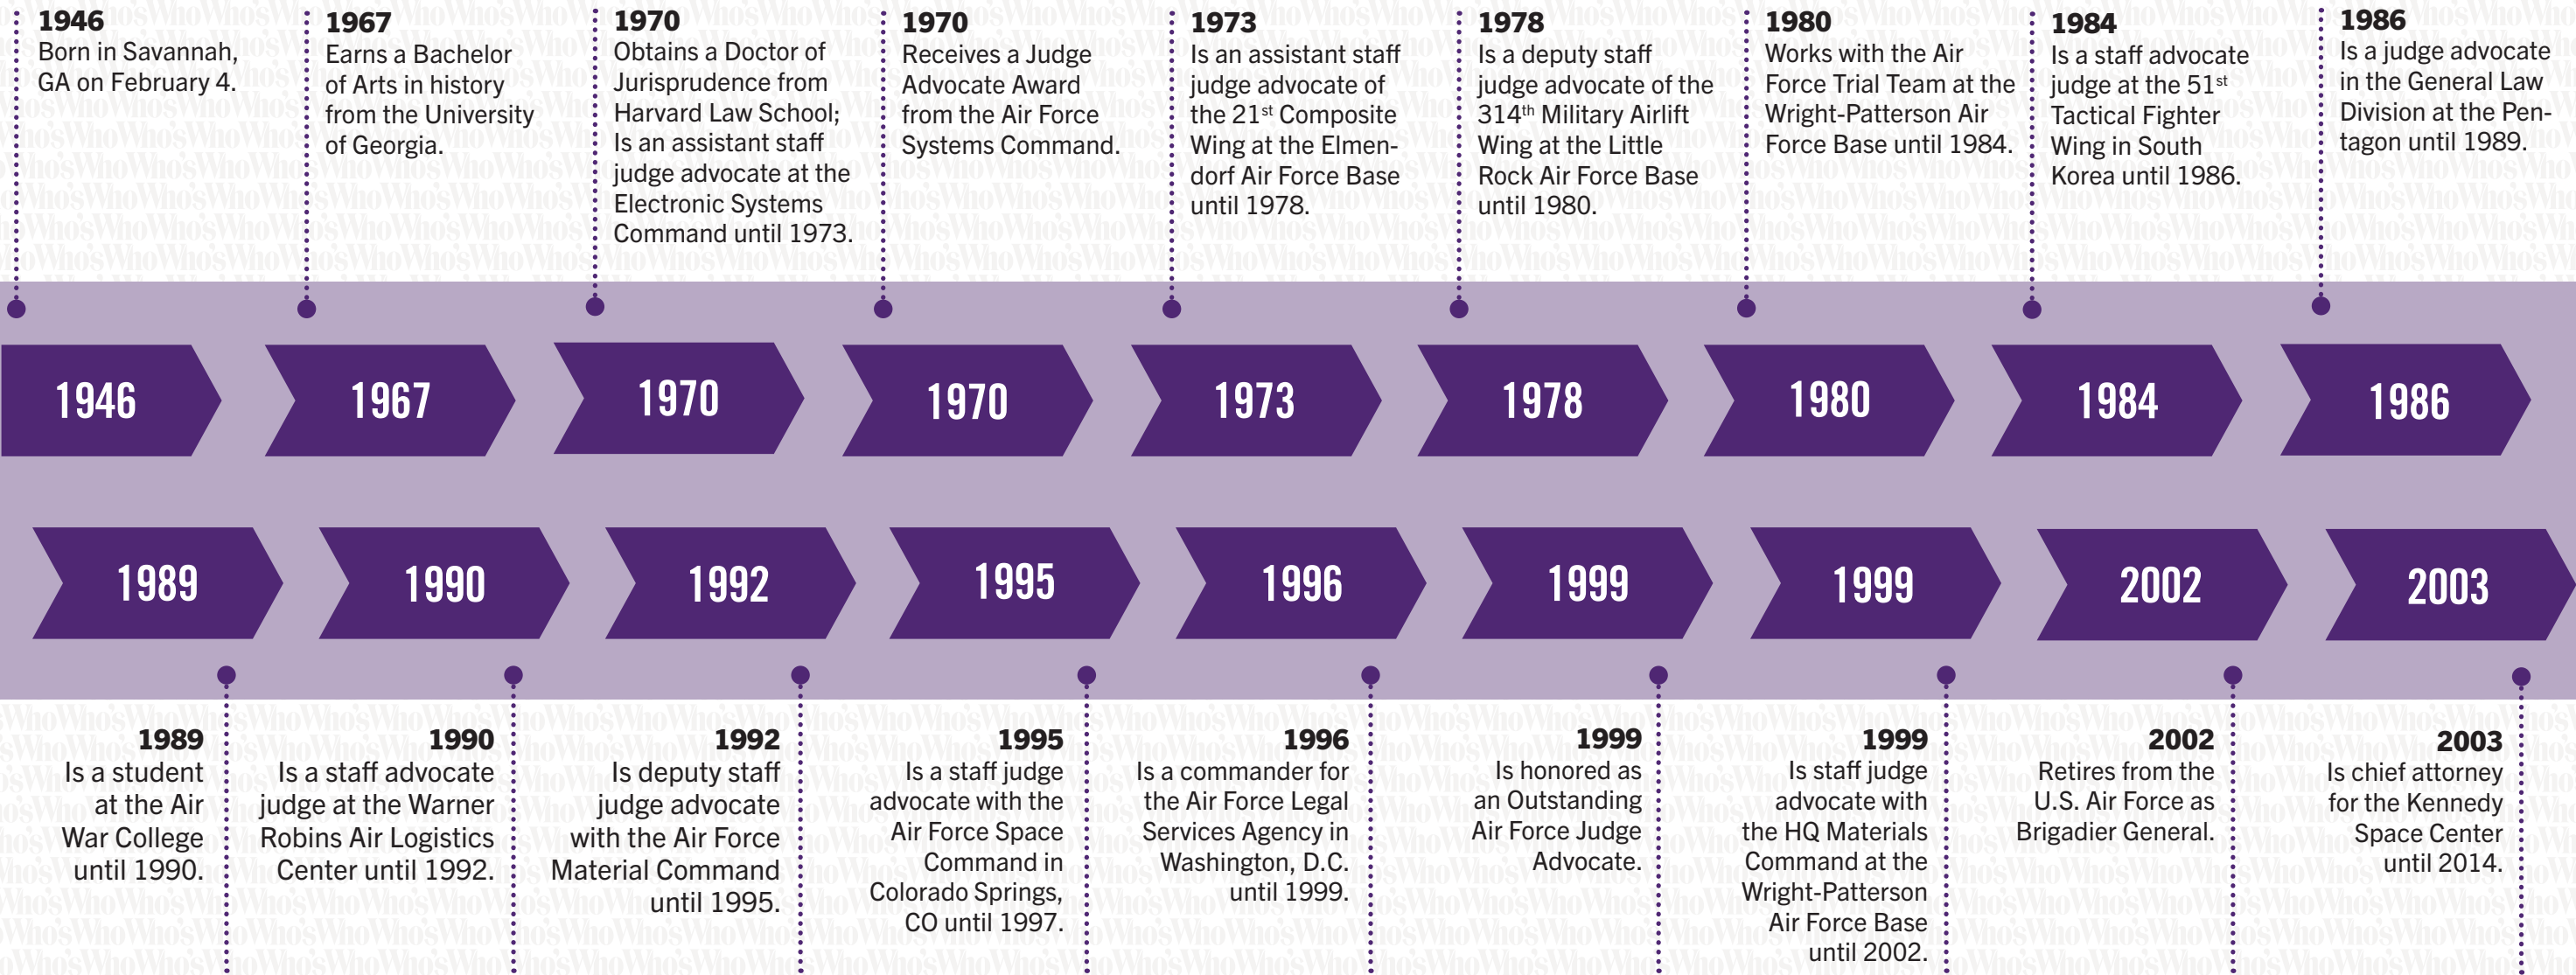 1946
Born in Savannah,
GA on February 4.
1967
Earns a Bachelor
of Arts in history
from the University
of Georgia.
1970
Obtains a Doctor of
Jurisprudence from
Harvard Law School;
Is an assistant staff
judge advocate at the
Electronic Systems
Command until 1973.
1970
Receives a Judge
Advocate Award
from the Air Force
Systems Command.
1973
Is an assistant staff
judge advocate of
the 21st Composite
Wing at the Elmen-
dorf Air Force Base
until 1978.
1978
Is a deputy staff
judge advocate of the
314th Military Airlift
Wing at the Little
Rock Air Force Base
until 1980.
1980
Works with the Air
Force Trial Team at the
Wright-Patterson Air
Force Base until 1984.
1984
Is a staff advocate
judge at the 51st
Tactical Fighter
Wing in South
Korea until 1986.
1986
Is a judge advocate
in the General Law
Division at the Pen-
tagon until 1989.
1946
1967
1970
1970
1973
1978
1980
1984
1986
1989
1990
1992
1995
1996
1999
1999
2002
2003
1989
Is a student
at the Air
War College
until 1990.
1990
Is a staff advocate
judge at the Warner
Robins Air Logistics
Center until 1992.
1992
Is deputy staff
judge advocate
with the Air Force
Material Command
until 1995.
1995
Is a staff judge
advocate with the
Air Force Space
Command in
Colorado Springs,
CO until 1997.
1996
Is a commander for
the Air Force Legal
Services Agency in
Washington, D.C.
until 1999.
1999
Is honored as
an Outstanding
Air Force Judge
Advocate.
1999
Is staff judge
advocate with
the HQ Materials
Command at the
Wright-Patterson
Air Force Base
until 2002.
2002
Retires from the
U.S. Air Force as
Brigadier General.
2003
Is chief attorney
for the Kennedy
Space Center
until 2014.